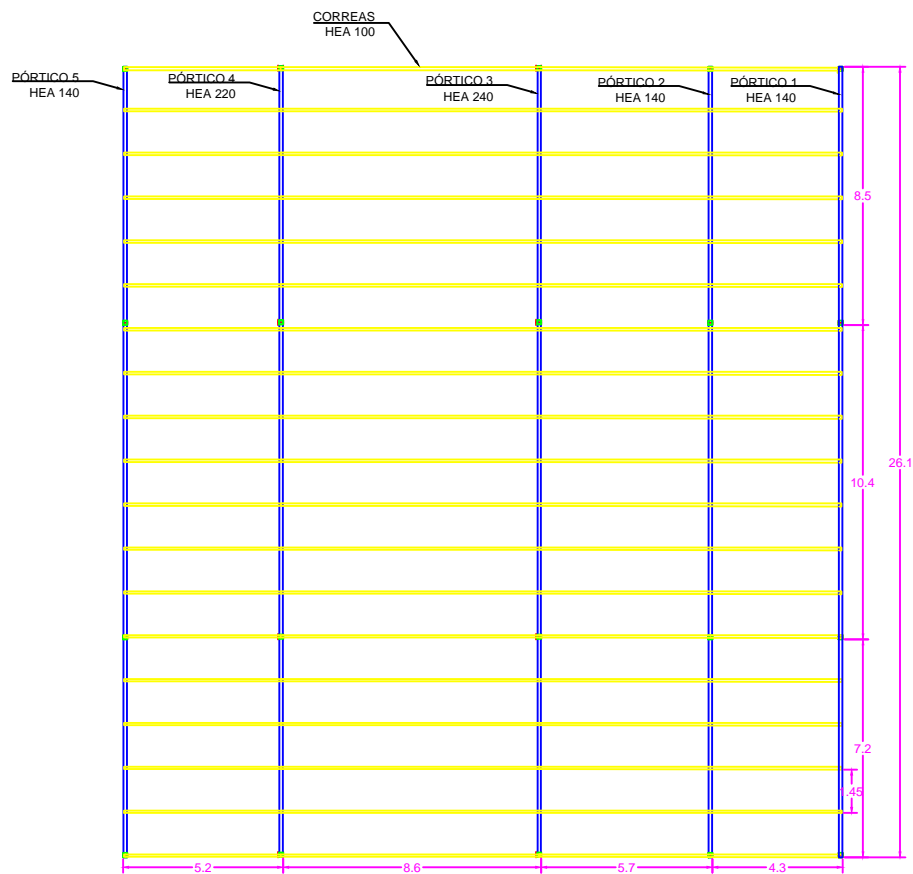 CORREAS
HEA 100
PÓRTICO 5
HEA 140
PÓRTICO 4
HEA 220
PÓRTICO 3
HEA 240
PÓRTICO 2
HEA 140
PÓRTICO 1
HEA 140
8.5
10.4
26.1
7.2
1.45
5.2
8.6
5.7
4.3